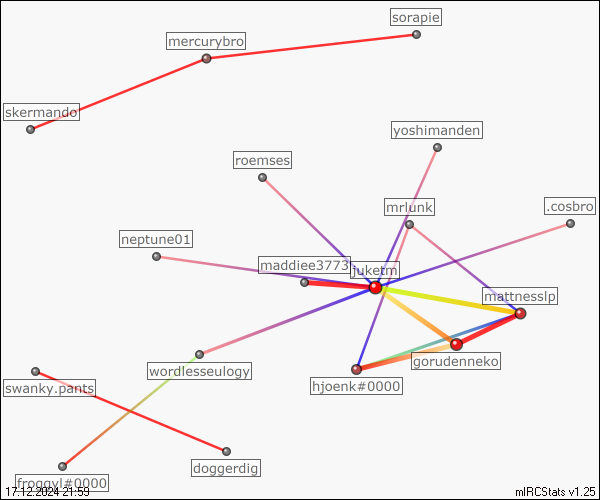 sorapie
mercurybro
skermando
yoshimanden
roemses
mrlunk
.cosbro
neptune01
maddiee3773
juketm
mattnesslp
gorudenneko
wordlesseulogy
hjoenk#0000
swanky.pants
doggerdig
froggyl#0000
17.12.2024 21:59
mIRCStats v1.25